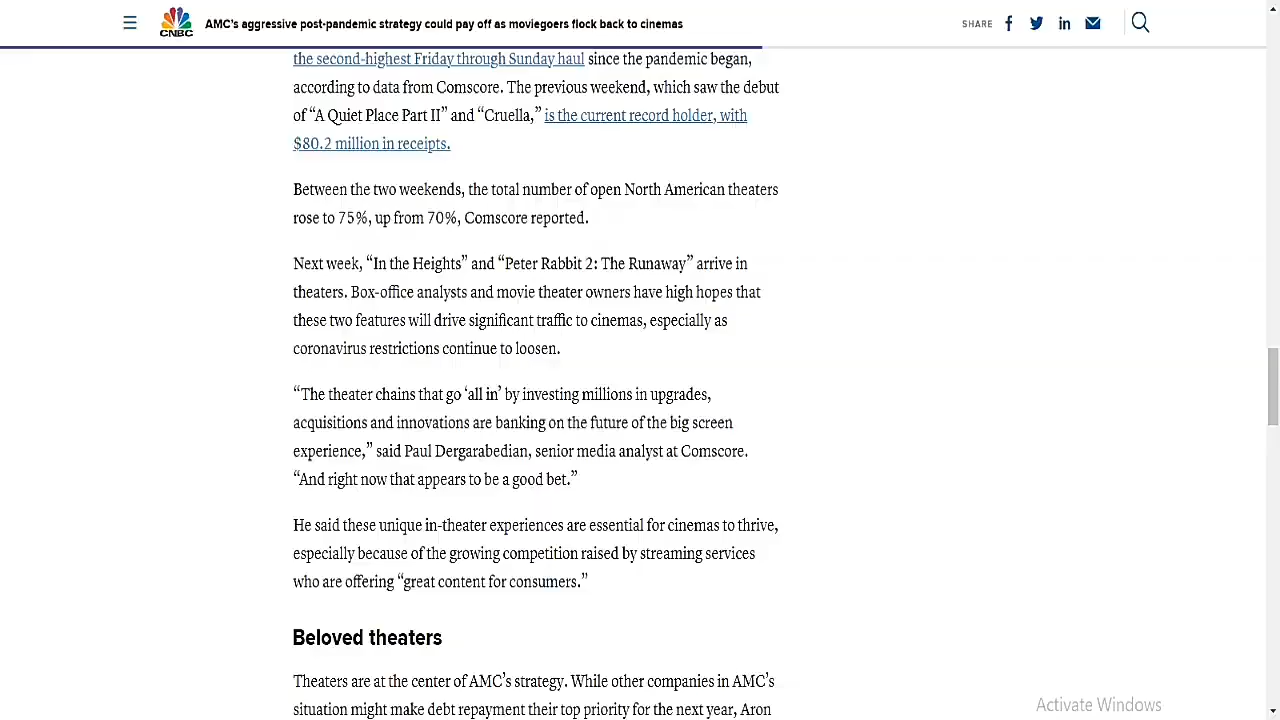 CNBC
AMC's aggressive post-pandemic strategy could pay off as moviegoers flock back to cinemas
SHARE
the second-highest Friday through Sunday haul since the pandemic began,
according to data from Comscore. The previous weekend, which saw the debut
of “A Quiet Place Part II” and “Cruella,” is the current record holder, with
$80.2 million in receipts.
Between the two weekends, the total number of open North American theaters
rose to 75%, up from 70%, Comscore reported.
Next week, “In the Heights” and “Peter Rabbit 2: The Runaway” arrive in
theaters. Box-office analysts and movie theater owners have high hopes that
these two features will drive significant traffic to cinemas, especially as
coronavirus restrictions continue to loosen.
“The theater chains that go ‘all in’ by investing millions in upgrades,
acquisitions and innovations are banking on the future of the big screen
experience,” said Paul Dergarabedian, senior media analyst at Comscore.
“And right now that appears to be a good bet.”
He said these unique in-theater experiences are essential for cinemas to thrive,
especially because of the growing competition raised by streaming services
who are offering “great content for consumers.”
Beloved theaters
Theaters are at the center of AMC’s strategy. While other companies in AMC’s
situation might make debt repayment their top priority for the next year, Aron
Activate Windows